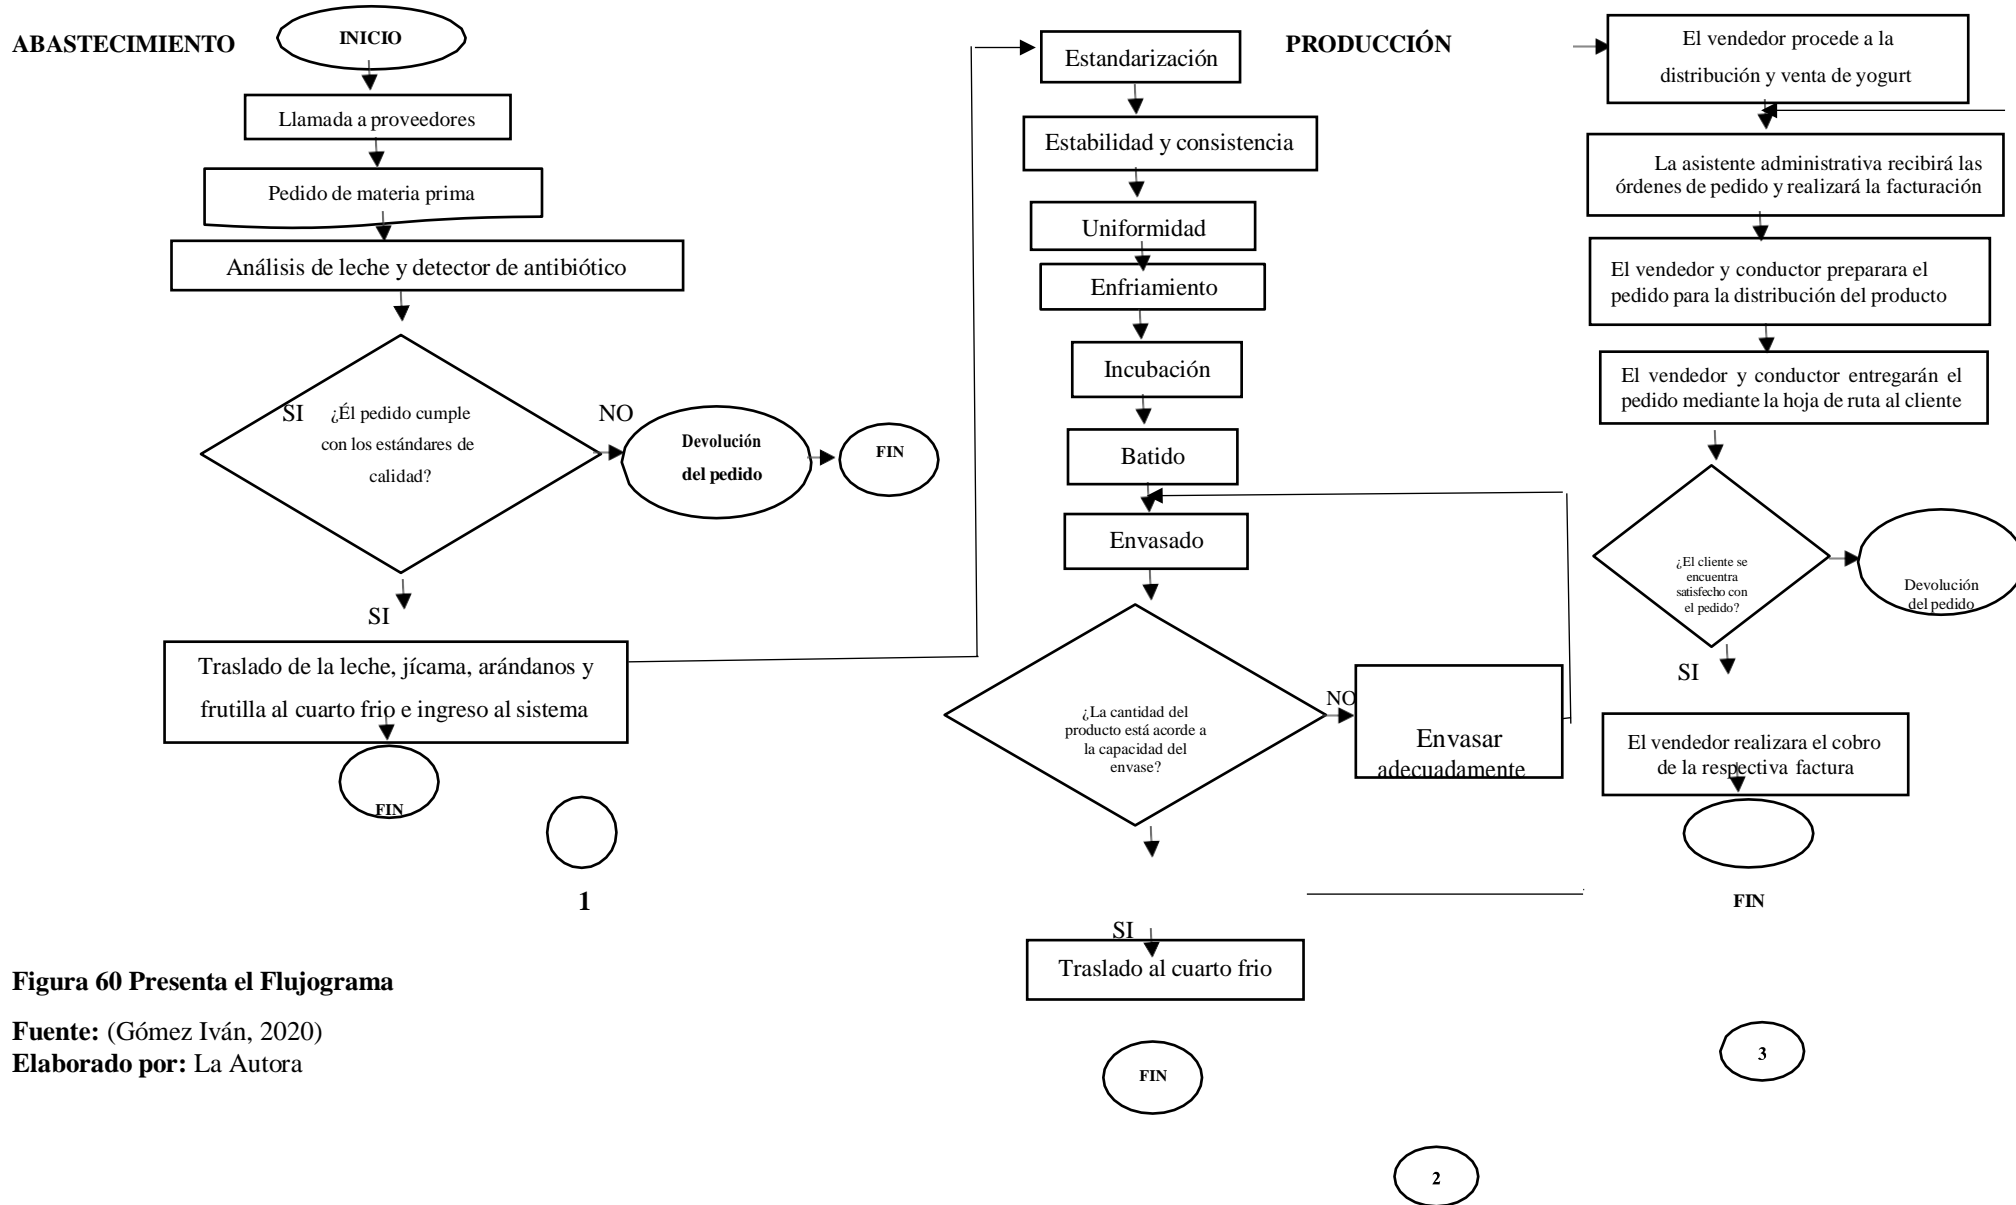 ABASTECIMIENTO
INICIO
Llamada a proveedores
Pedido de materia prima
Análisis de leche y detector de antibiótico
SI
¿Él pedido cumple
con los estándares de
calidad?
NO
Devolución
del pedido
FIN
SI
Traslado de la leche, jícama, arándanos y
frutilla al cuarto frio e ingreso al sistema
FIN
1
Figura 60 Presenta el Flujograma
Fuente: (Gómez Iván, 2020)
Elaborado por: La Autora
PRODUCCIÓN
Estandarización
Estabilidad y consistencia
Uniformidad
Enfriamiento
Incubación
Batido
Envasado
¿La cantidad del
producto está acorde a
la capacidad del
envase?
NO
Envasar
adecuadamente
SI
Traslado al cuarto frio
FIN
2
El vendedor procede a la
distribución y venta de yogurt
La asistente administrativa recibirá las
órdenes de pedido y realizará la facturación
El vendedor y conductor preparara el
pedido para la distribución del producto
El vendedor y conductor entregarán el
pedido mediante la hoja de ruta al cliente
¿El cliente se
encuentra
satisfecho con
el pedido?
Devolución
del pedido
SI
El vendedor realizara el cobro
de la respectiva factura
FIN
3